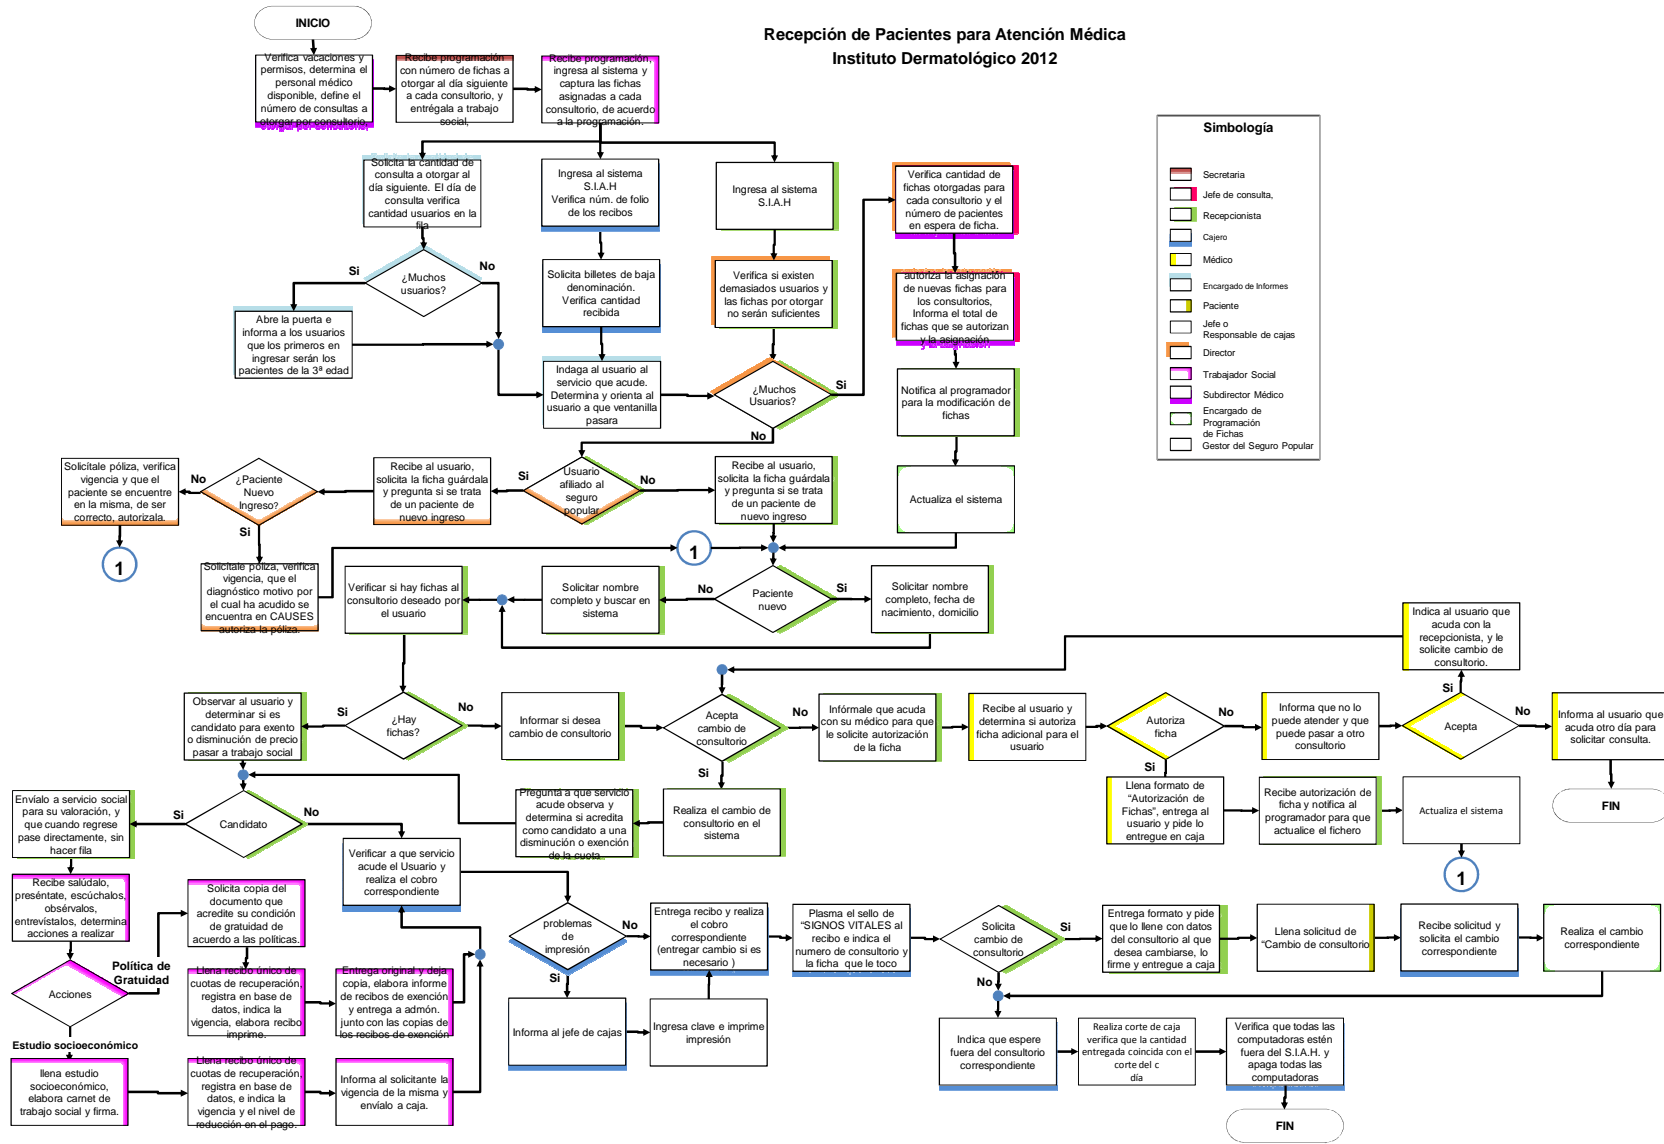 Recepción de Pacientes para Atención Médica
Instituto Dermatológico 2012
INICIO
Verifica vacaciones y
permisos, determina el
personal médico
disponible, define el
número de consultas a
otorgar por consultorio,
Recibe programación
con número de fichas a
otorgar al día siguiente
a cada consultorio, y
entrégala a trabajo
social,
Recibe programación,
ingresa al sistema y
captura las fichas
asignadas a cada
consultorio, de acuerdo
a la programación.
Simbología
Secretaria
Jefe de consulta,
Recepcionista
Cajero
Médico
Encargado de Informes
Paciente
Jefe o
Responsable de cajas
Director
Trabajador Social
Subdirector Médico
Encargado de
Programación
de Fichas
Gestor del Seguro Popular
Solicita la cantidad de
consulta a otorgar al
día siguiente. El día de
consulta verifica
cantidad usuarios en la
fila
Ingresa al sistema
S.I.A.H
Verifica núm. de folio
de los recibos
Ingresa al sistema
S.I.A.H
Verifica cantidad de
fichas otorgadas para
cada consultorio y el
número de pacientes
en espera de ficha.
Si
¿Muchos
usuarios?
No
Solicita billetes de baja
denominación.
Verifica cantidad
recibida
Verifica si existen
demasiados usuarios y
las fichas por otorgar
no serán suficientes
autoriza la asignación
de nuevas fichas para
los consultorios,
Informa el total de
fichas que se autorizan
y la asignación
Abre la puerta e
informa a los usuarios
que los primeros en
ingresar serán los
pacientes de la 3ª edad
Indaga al usuario al
servicio que acude.
Determina y orienta al
usuario a que ventanilla
pasara
¿Muchos
Usuarios?
Si
No
Notifica al programador
para la modificación de
fichas
Solicítale póliza, verifica
vigencia y que el
paciente se encuentre
en la misma, de ser
correcto, autorizala.
No
¿Paciente
Nuevo
Ingreso?
Si
Recibe al usuario,
solicita la ficha guárdala
y pregunta si se trata
de un paciente de
nuevo ingreso
Si
Usuario
afiliado al
seguro
popular
No
Recibe al usuario,
solicita la ficha guárdala
y pregunta si se trata
de un paciente de
nuevo ingreso
Actualiza el sistema
1
1
Solicítale póliza, verifica
vigencia, que el
diagnóstico motivo por
el cual ha acudido se
encuentra en CAUSES
autoriza la póliza.
Verificar si hay fichas al
consultorio deseado por
el usuario
Solicitar nombre
completo y buscar en
sistema
No
Paciente
nuevo
Si
Solicitar nombre
completo, fecha de
nacimiento, domicilio
Indica al usuario que
acuda con la
recepcionista, y le
solicite cambio de
consultorio.
Observar al usuario y
determinar si es
candidato para exento
o disminución de precio
pasar a trabajo social
Si
¿Hay
fichas?
No
Informar si desea
cambio de consultorio
Acepta
cambio de
consultorio
No
Si
Infórmale que acuda
con su médico para que
le solicite autorización
de la ficha
Recibe al usuario y
determina si autoriza
ficha adicional para el
usuario
Autoriza
ficha
No
Si
Informa que no lo
puede atender y que
puede pasar a otro
consultorio
Si
Acepta
No
Informa al usuario que
acuda otro día para
solicitar consulta.
FIN
Envíalo a servicio social
para su valoración, y
que cuando regrese
pase directamente, sin
hacer fila
Si
Candidato
No
Pregunta a que servicio
acude observa y
determina si acredita
como candidato a una
disminución o exención
de la cuota
Realiza el cambio de
consultorio en el
sistema
Llena formato de
“Autorización de
Fichas”, entrega al
usuario y pide lo
entregue en caja
Recibe autorización de
ficha y notifica al
programador para que
actualice el fichero
Actualiza el sistema
1
Verificar a que servicio
acude el Usuario y
realiza el cobro
correspondiente
Recibe salúdalo,
preséntate, escúchalos,
obsérvalos,
entrevístalos, determina
acciones a realizar
Solicita copia del
documento que
acredite su condición
de gratuidad de
acuerdo a las politicas.
Política de
Gratuidad
Acciones
Estudio socioeconómico
Llena recibo único de
cuotas de recuperación,
registra en base de
datos, indica la
vigencia, elabora recibo
imprime.
Entrega original y deja
copia, elabora informe
de recibos de exención
y entrega a admón.
junto con las copias de
los recibos de exención
problemas
de
impresión
No
Si
Entrega recibo y realiza
el cobro
correspondiente
(entregar cambio si es
necesario )
Plasma el sello de
“SIGNOS VITALES al
recibo e indica el
numero de consultorio y
la ficha que le toco
Solicita
cambio de
consultorio
Si
No
Entrega formato y pide
que lo llene con datos
del consultorio al que
desea cambiarse, lo
firme y entregue a caja
Llena solicitud de
“Cambio de consultorio
Recibe solicitud y
solicita el cambio
correspondiente
Realiza el cambio
correspondiente
Informa al jefe de cajas
Ingresa clave e imprime
impresión
Indica que espere
fuera del consultorio
correspondiente
Realiza corte de caja
verifica que la cantidad
entregada coincida con el
corte del c
día
Verifica que todas las
computadoras estén
fuera del S.I.A.H. y
apaga todas las
computadoras
llena estudio
socioeconómico,
elabora carnet de
trabajo social y firma.
Llena recibo único de
cuotas de recuperación,
registra en base de
datos, e indica la
vigencia y el nivel de
reducción en el pago.
Informa al solicitante la
vigencia de la misma y
envíalo a caja.
FIN